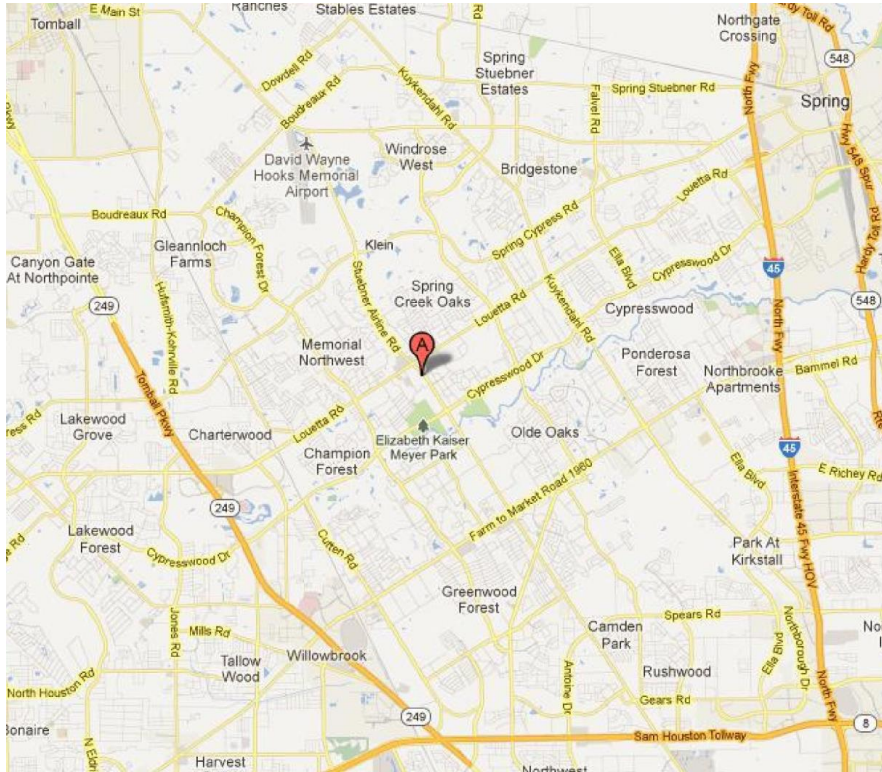 Ranches
E Main St
Tomball
Stables Estates
Northgate
Crossing
Hardy Toll Rd
548
Dowdell Rd
Kuykendahl Rd
Spring
Stuebner
Estates
Falvel Rd
Spring Stuebner Rd
North Fwy
Spring
Boudreaux Rd
Hwy 548 Spur
David Wayne
Hooks Memorial
Airport
Windrose
West
Bridgestone
Louetta Rd
Boudreaux Rd
Champion Forest Dr
Spring Cypress Rd
Hardy Toll Rd
Gleannloch
Farms
Klein
Stuebner Airline Rd
Ella Blvd
Cypresswood Dr
Canyon Gate
At Northpointe
45
249
Hufsmith-Kohrville Rd
Spring
Creek Oaks
Louetta Rd
Kuykendahl Rd
Cypresswood
548
North Fwy
Memorial
Northwest
A
Ponderosa
Forest
Northbrooke
Apartments
Bammel Rd
Tomball Pkwy
Cypresswood Dr
Lakewood
Grove
Charterwood
Louetta Rd
Elizabeth Kaiser
Meyer Park
Olde Oaks
Champion
Forest
45
Ella Blvd
E Richey Rd
Farm to Market Road 1960
Interstate 45 Fwy HOV
249
Lakewood
Forest
Cypresswood Dr
Cutten Rd
Park At
Kirkstall
Greenwood
Forest
Jones Rd
Mills Rd
Spears Rd
Camden
Park
Northborough Dr
Ella Blvd
Tallow
Wood
Willowbrook
Rushwood
North Houston Rd
Antoine Dr
Gears Rd
North Fwy
249
8
Sam Houston Tollway
Harvest
Northwest